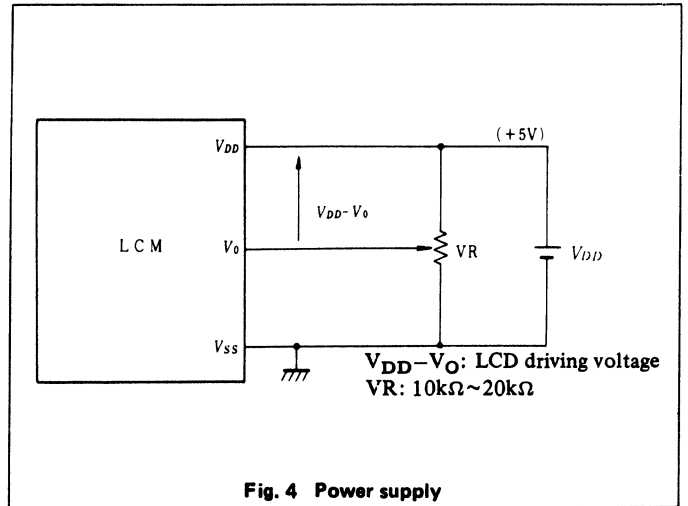 (+5V)
VDD
VDD-V0
LCM
V0
VR
VDD
VSS
VDD–VO: LCD driving voltage
VR: 10kΩ~20kΩ
Fig. 4 Power supply